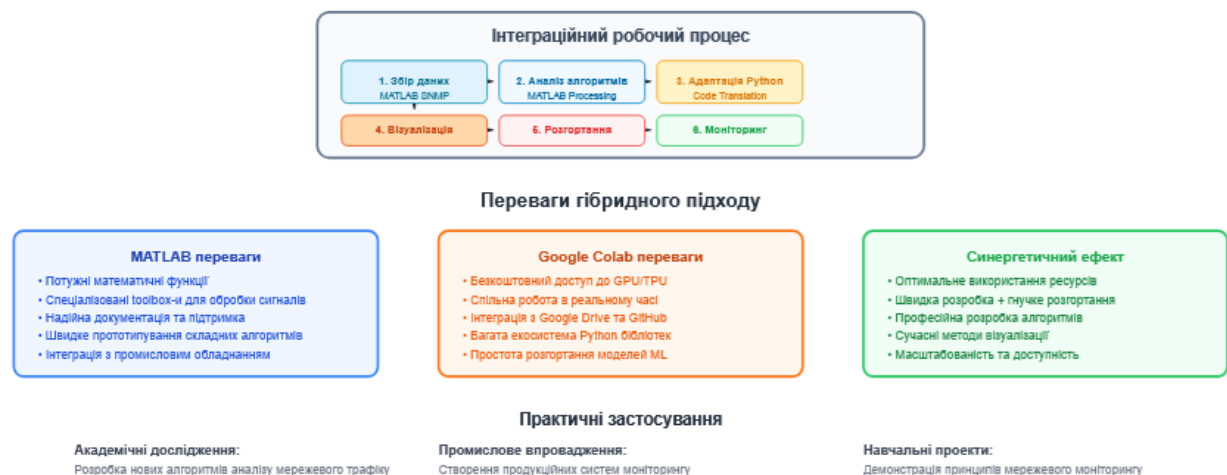 Інтеграційний робочий процес
1. Збір даних
MATLAB SNMP
2. Аналіз алгоритмів
MATLAB Processing
3. Адаптація Python
Code Translation
4. Візуалізація
5. Розгортання
6. Моніторинг
Переваги гібридного підходу
MATLAB переваги
• Потужні математичні функції
• Спеціалізовані toolbox-и для обробки сигналів
• Надійна документація та підтримка
• Швидке прототипування складних алгоритмів
• Інтеграція з промисловим обладнанням
Google Colab переваги
• Безкоштовний доступ до GPU/TPU
• Спільна робота в реальному часі
• Інтеграція з Google Drive та GitHub
• Багата екосистема Python бібліотек
• Простота розгортання моделей ML
Синергетичний ефект
• Оптимальне використання ресурсів
• Швидка розробка + гнучке розгортання
• Професійна розробка алгоритмів
• Сучасні методи візуалізації
• Масштабованість та доступність
Практичні застосування
Академічні дослідження:
Розробка нових алгоритмів аналізу мережевого трафіку
Промислове впровадження:
Створення продукційних систем моніторингу
Навчальні проекти:
Демонстрація принципів мережевого моніторингу